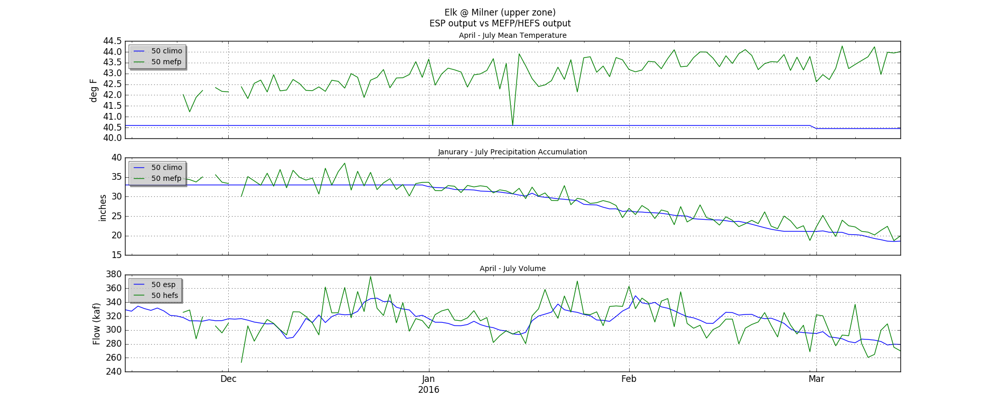 Elk @ Milner (upper zone)
ESP output vs MEFP/HEFS output
April - July Mean Temperature
44.5
44.0
43.5
43.0
42.5
42.0
41.5
41.0
40.5
40.0
deg F
50 climo
50 mefp
Janurary - July Precipitation Accumulation
40
35
30
25
20
15
inches
50 climo
50 mefp
April - July Volume
380
360
340
320
300
280
260
240
Flow (kaf)
50 esp
50 hefs
Dec
Jan
2016
Feb
Mar